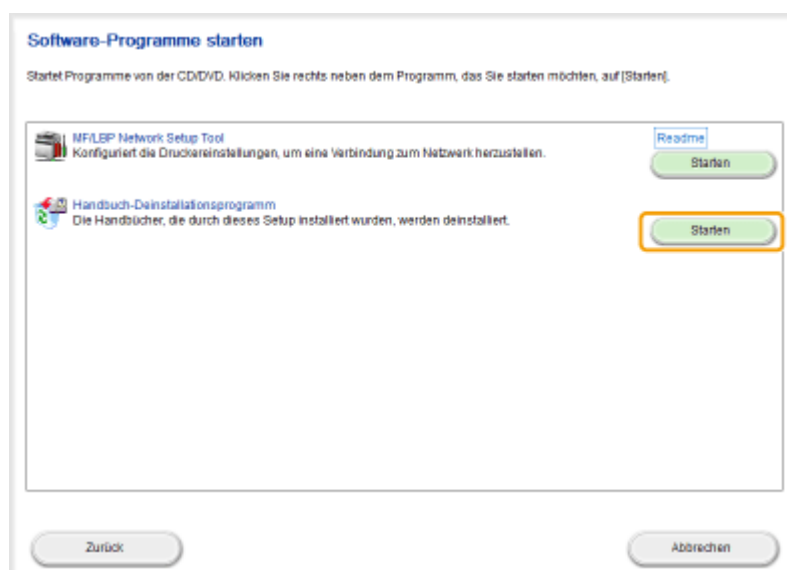 Software-Programme starten
Startet Programme von der CD/DVD. Klicken Sie rechts neben dem Programm, das Sie starten möchten, auf [Starten].
MF/LBP Network Setup Tool
Readme
Konfiguriert die Druckereinstellungen, um eine Verbindung zum Netzwerk herzustellen.
Starten
Handbuch-Deinstallationsprogramm
Die Handbücher, die durch dieses Setup installiert wurden, werden deinstalliert.
Starten
Zurück
Abbrechen